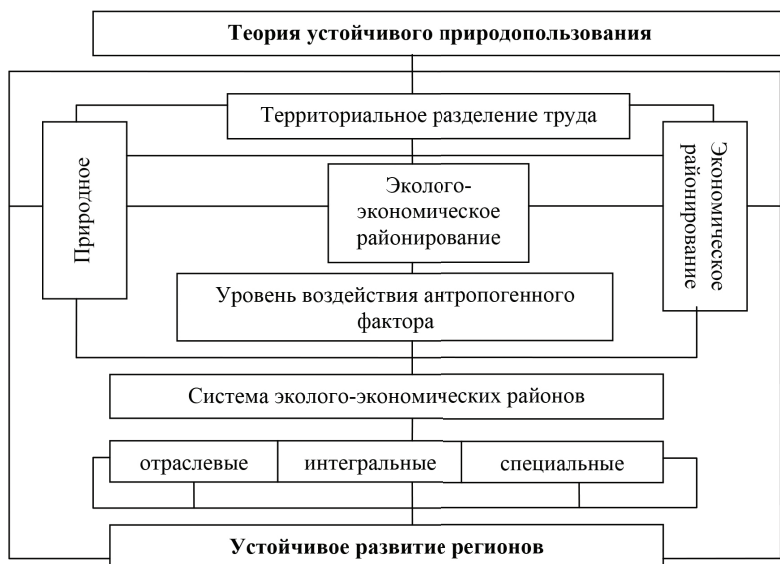 Теория устойчивого природопользования
Территориальное разделение труда
Природное
Эколого-
экономическое
районирование
Экономическое
районирование
Уровень воздействия антропогенного
фактора
Система эколого-экономических районов
отраслевые
интегральные
специальные
Устойчивое развитие регионов